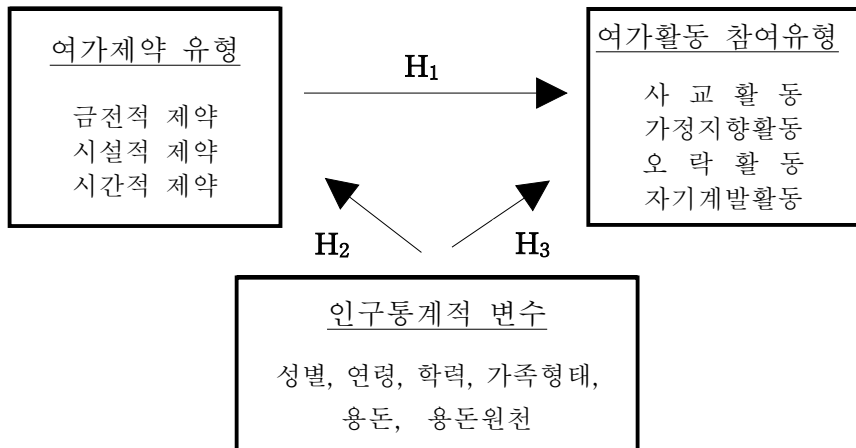 여가제약 유형
금전적 제약
시설적 제약
시간적 제약
H₁
여가활동 참여유형
사 교 활 동
가정지향활동
오 락 활 동
자기계발활동
H₂
H₃
인구통계적 변수
성별, 연령, 학력, 가족형태,
용돈, 용돈원천